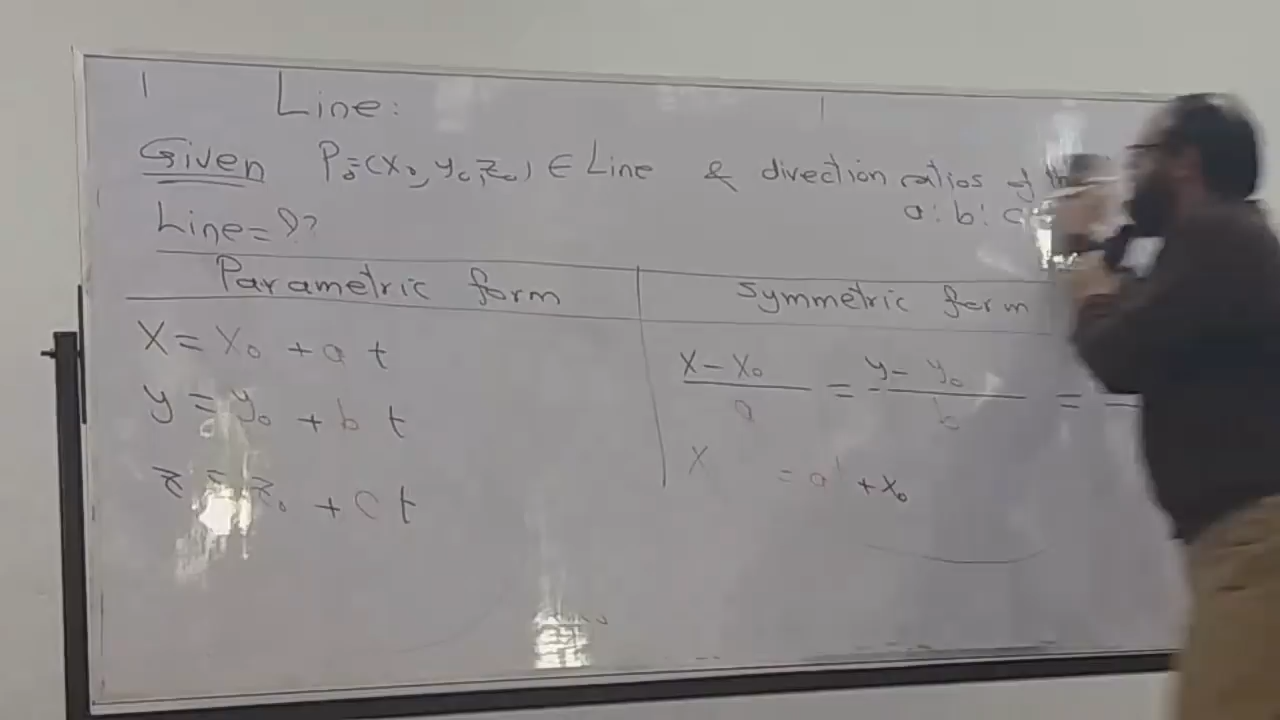 Line:
Given P₀=(x₀, y₀, z₀) ∈ Line & direction ratios of
a: b: c
Line=??
Parametric form
Symmetric form
x = x₀ + a t
y = y₀ + b t
z = z₀ + c t
x - x₀ / a = y - y₀ / b =
x = a + x₀